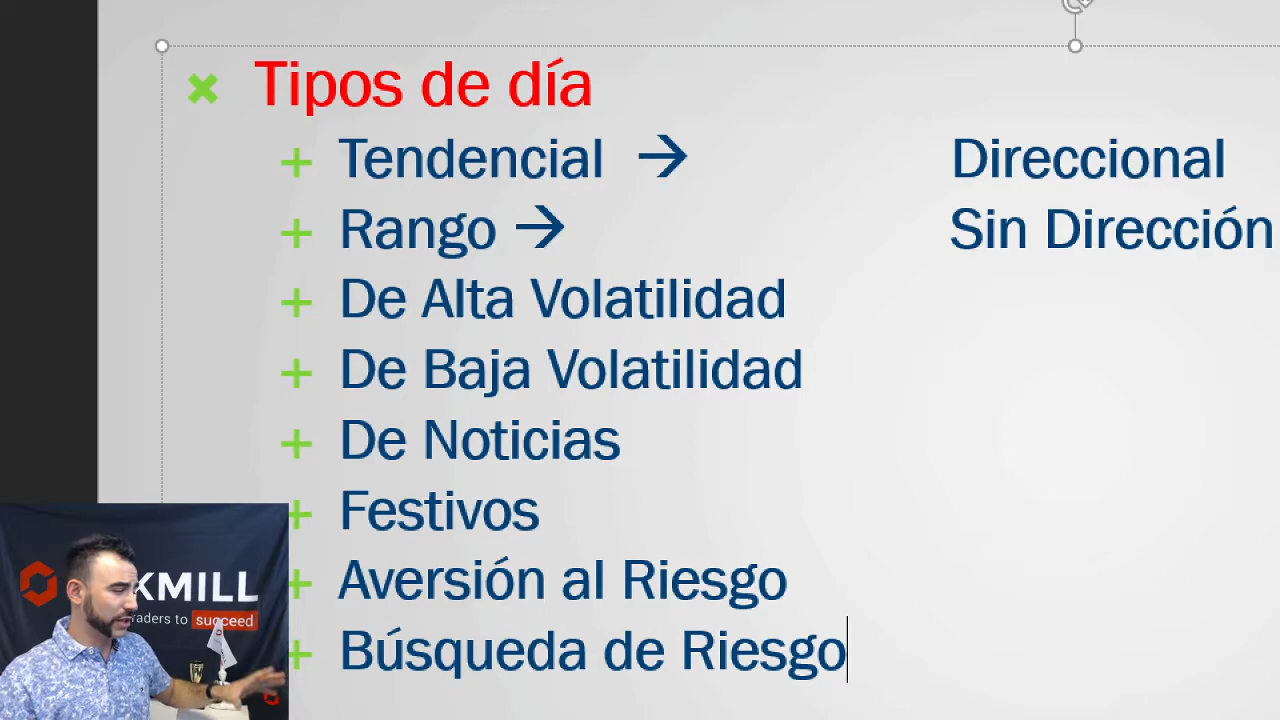 Tipos de día
Tendencial → Direccional
Rango → Sin Dirección
De Alta Volatilidad
De Baja Volatilidad
De Noticias
Festivos
Aversión al Riesgo
Búsqueda de Riesgo
KMILL
raders to succeed